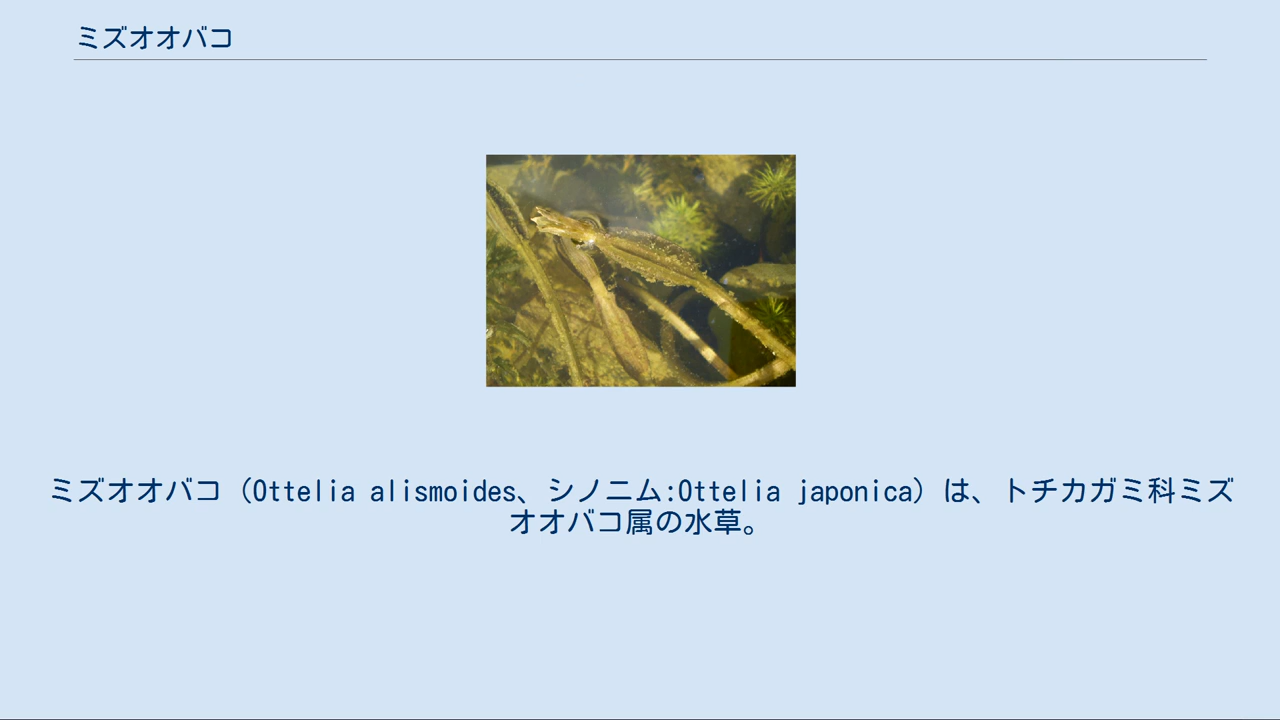 ミズオオバコ
ミズオオバコ（Ottelia alismoides、シノニム:Ottelia japonica）は、トチカガミ科ミズ
オオバコ属の水草。